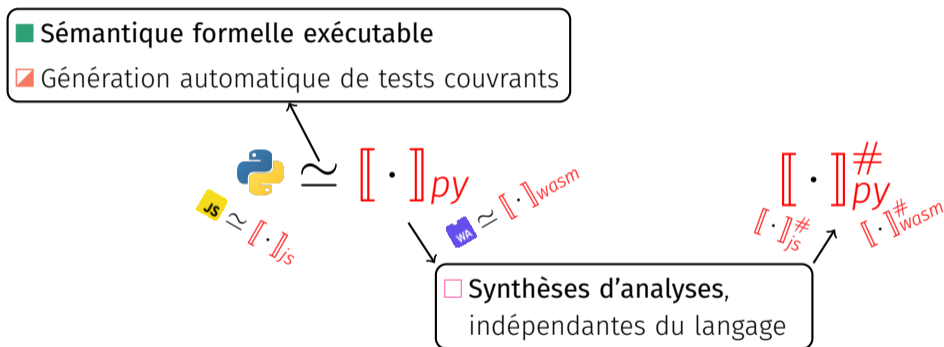 Sémantique formelle exécutable
Génération automatique de tests couvrants
≃ ⟦·⟧py
JS ≃ ⟦·⟧js
WA ≃ ⟦·⟧wasm
⟦·⟧#py
⟦·⟧#js
⟦·⟧#wasm
Synthèses d'analyses,
indépendantes du langage